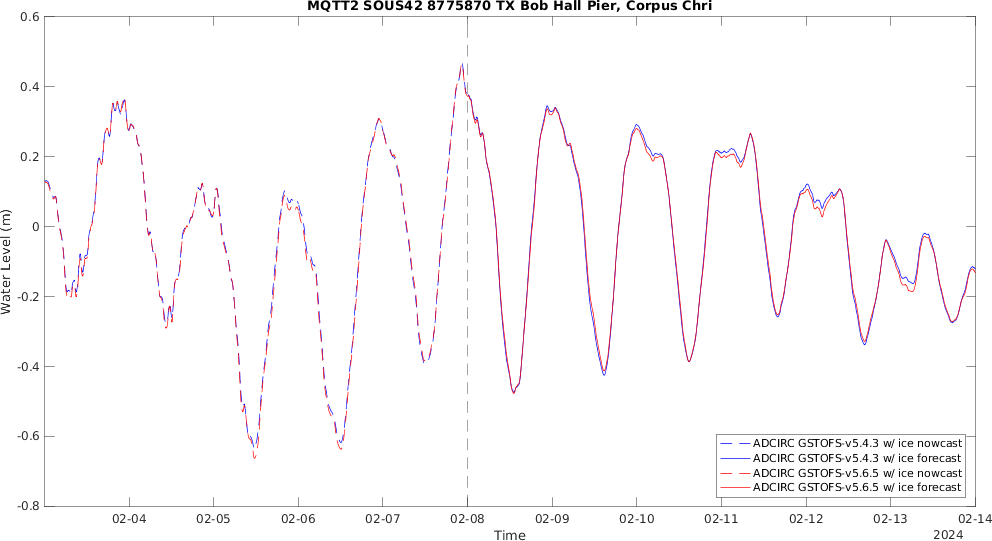 MQTT2 SOUS42 8775870 TX Bob Hall Pier, Corpus Chri
0.6
0.4
0.2
0
-0.2
-0.4
-0.6
-0.8
Water Level (m)
ADCIRC GSTOFS-v5.4.3 w/ ice nowcast
ADCIRC GSTOFS-v5.4.3 w/ ice forecast
ADCIRC GSTOFS-v5.6.5 w/ ice nowcast
ADCIRC GSTOFS-v5.6.5 w/ ice forecast
02-04 02-05 02-06 02-07 02-08 02-09 02-10 02-11 02-12 02-13 02-14
Time
2024